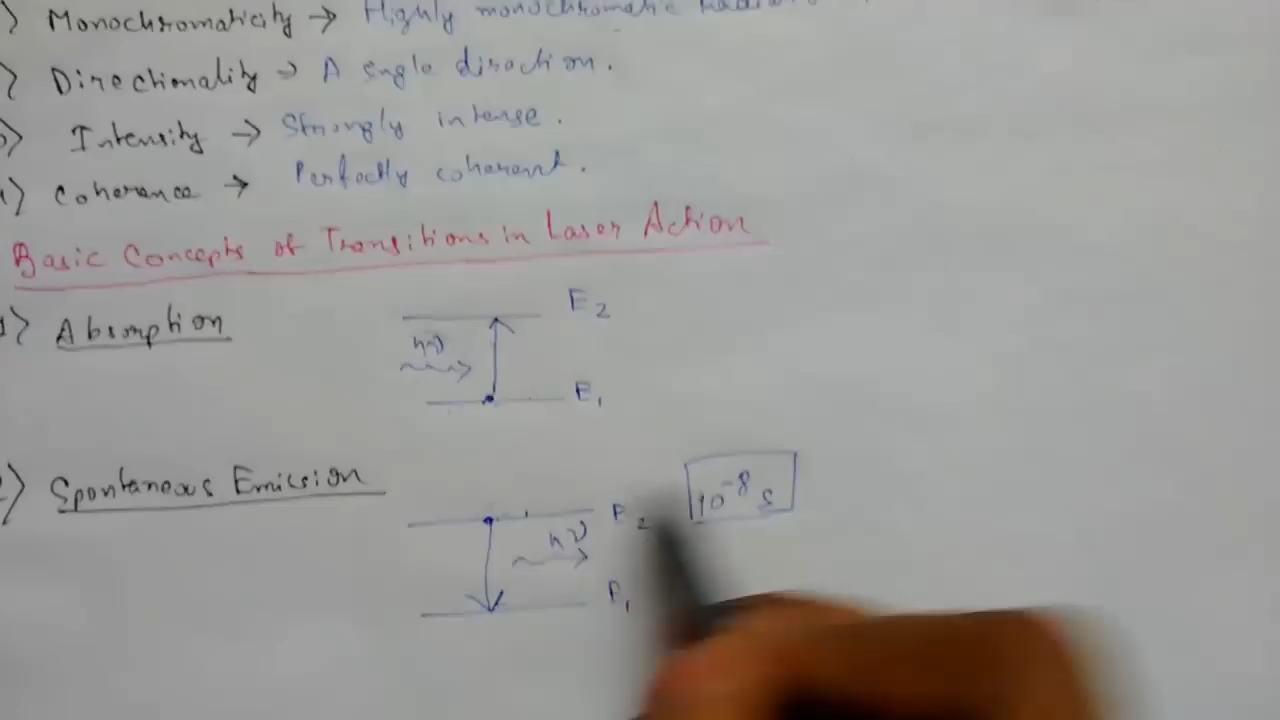 ) Monochromaticity → Highly monochromatic
) Directionality → A single direction.
) Intensity → Strongly intense.
) Coherence → Perfectly coherent.
Basic Concepts of Transitions in Laser Action
) Absorption
E2
hν
E1
) Spontaneous Emission
E2
10⁻⁸ s
hν
E1